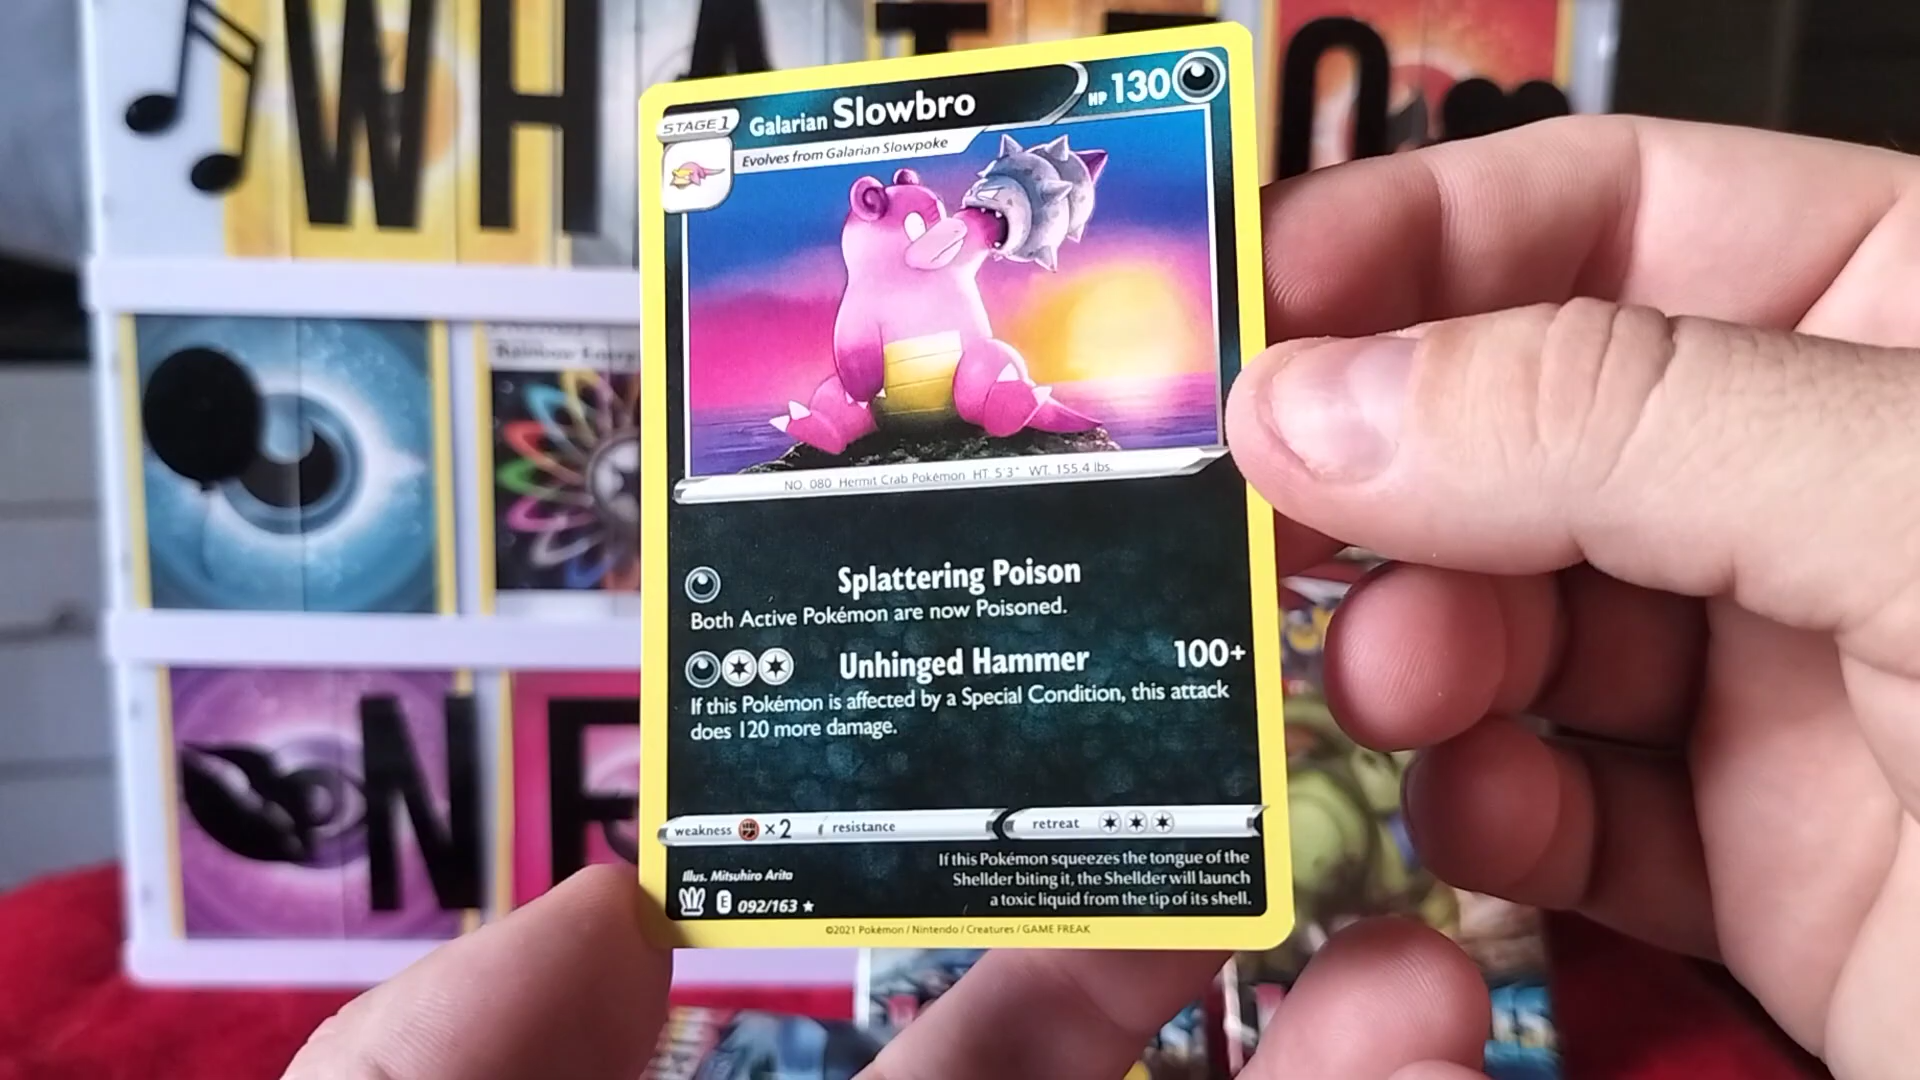 WHAT
O
Rainbow Energy
N
STAGE 1
Galarian Slowbro
HP 130
Evolves from Galarian Slowpoke
NO. 080 Hermit Crab Pokémon HT 5'3" WT. 155.4 lbs.
Splattering Poison
Both Active Pokémon are now Poisoned.
Unhinged Hammer 100+
If this Pokémon is affected by a Special Condition, this attack
does 120 more damage.
weakness ×2 resistance retreat
If this Pokémon squeezes the tongue of the
Shellder biting it, the Shellder will launch
a toxic liquid from the tip of its shell.
Illus. Mitsuhiro Arita
E 092/163 ★
©2021 Pokémon / Nintendo / Creatures / GAME FREAK